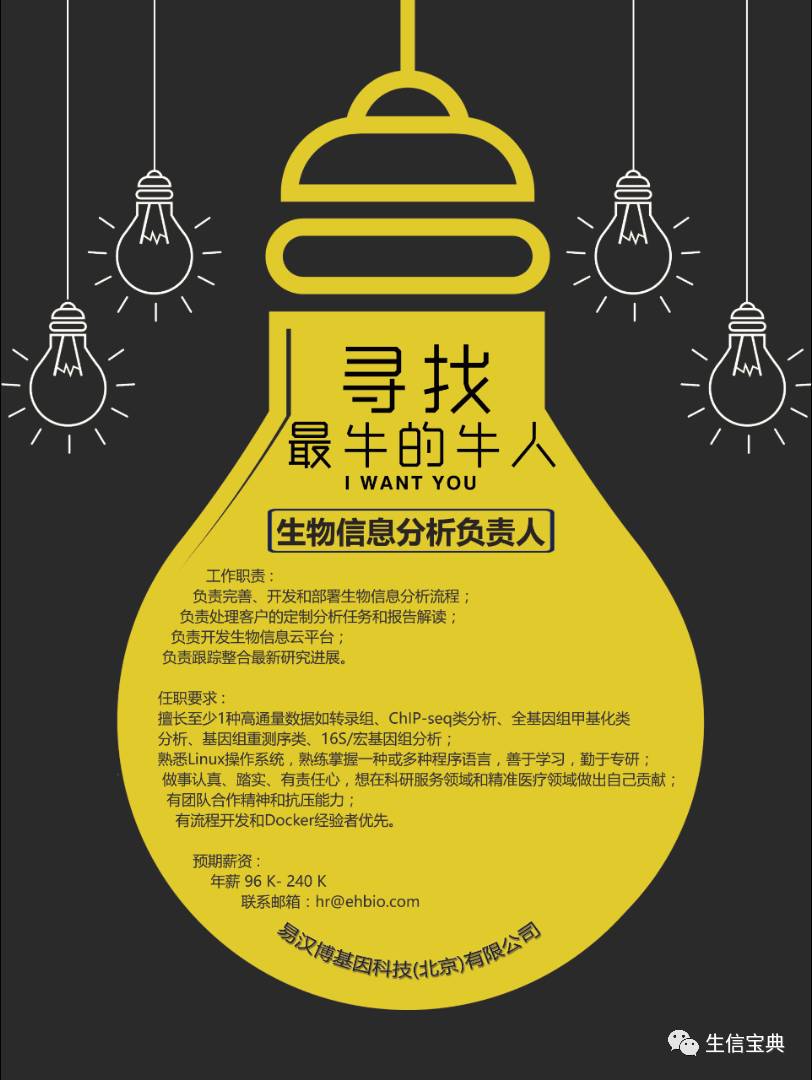 寻找
最牛的牛人
I WANT YOU
生物信息分析负责人
工作职责：
负责完善、开发和部署生物信息分析流程；
负责处理客户的定制分析任务和报告解读；
负责开发生物信息云平台；
负责跟踪整合最新研究进展。
任职要求：
擅长至少1种高通量数据如转录组、ChIP-seq类分析、全基因组甲基化类
分析、基因组重测序类、16S/宏基因组分析；
熟悉Linux操作系统，熟练掌握一种或多种程序语言，善于学习，勤于专研；
做事认真、踏实、有责任心，想在科研服务领域和精准医疗领域做出自己贡献；
有团队合作精神和抗压能力；
有流程开发和Docker经验者优先。
预期薪资：
年薪 96 K- 240 K
联系邮箱：hr@ehbio.com
易汉博基因科技(北京)有限公司
生信宝典